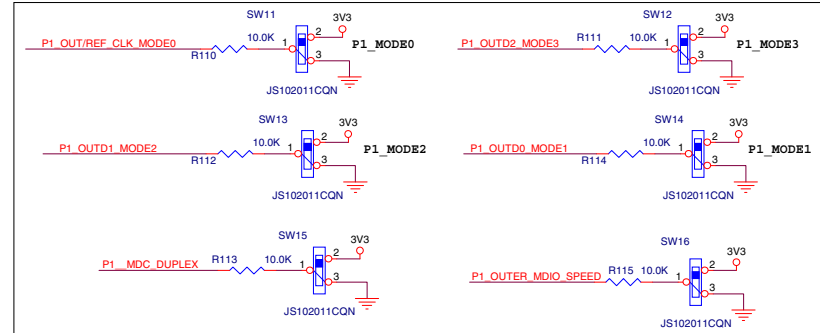 SW11
3V3
P1_OUT/REF_CLK_MODE0
10.0K
1
2
3
P1_MODE0
R110
JS102011CQN
SW12
3V3
P1_OUTD2_MODE3
R111
10.0K
1
2
3
P1_MODE3
JS102011CQN
SW13
3V3
P1_OUTD1_MODE2
10.0K
1
2
3
P1_MODE2
R112
JS102011CQN
SW14
3V3
P1_OUTD0_MODE1
10.0K
1
2
3
P1_MODE1
R114
JS102011CQN
SW15
3V3
P1__MDC_DUPLEX
R113
10.0K
1
2
3
JS102011CQN
SW16
3V3
P1_OUTER_MDIO_SPEED
R115
10.0K
1
2
3
JS102011CQN